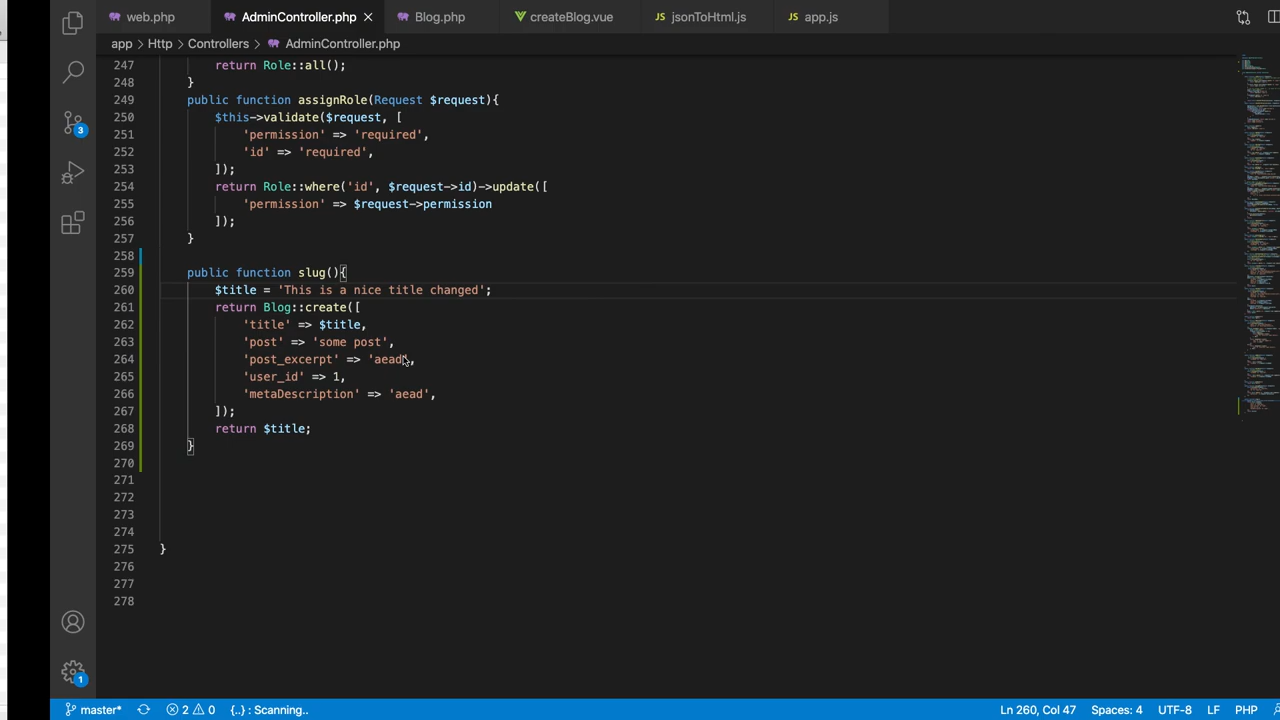 web.php AdminController.php Blog.php createBlog.vue JS jsonToHtml.js JS app.js
app > Http > Controllers > AdminController.php
247 return Role::all();
248 }
249 public function assignRole(Request $request){
250 $this->validate($request, [
251 'permission' => 'required',
252 'id' => 'required',
253 ]);
254 return Role::where('id', $request->id)->update([
255 'permission' => $request->permission
256 ]);
257 }
258
259 public function slug(){
260 $title = 'This is a nice title changed';
261 return Blog::create([
262 'title' => $title,
263 'post' => 'some post',
264 'post_excerpt' => 'aead',
265 'user_id' => 1,
266 'metaDescription' => 'aead',
267 ]);
268 return $title;
269 }
270
271
272
273
274
275 }
276
277
278
3
1
master* 2 0 {..} : Scanning.. Ln 260, Col 47 Spaces: 4 UTF-8 LF PHP